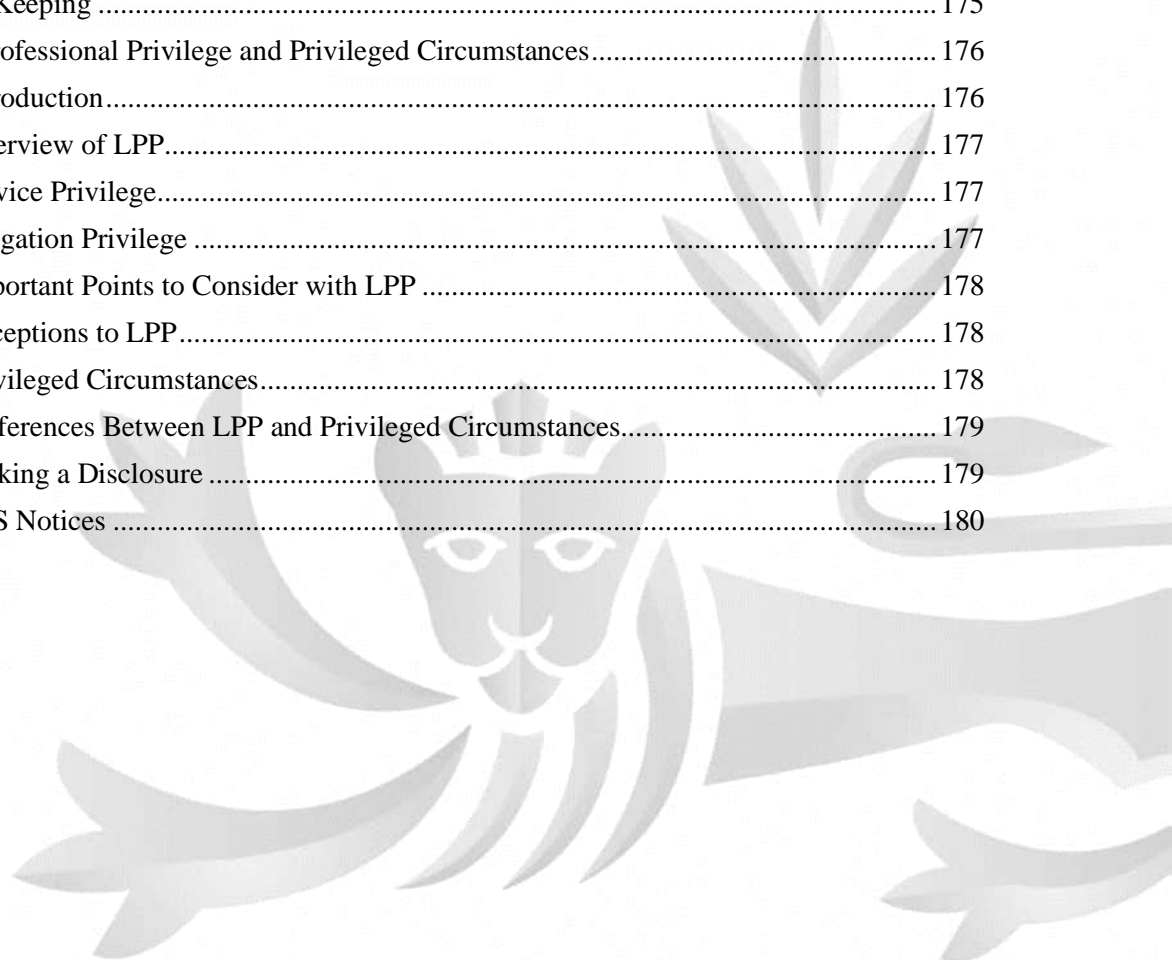 Keeping ........................................................................................................................ 175
rofessional Privilege and Privileged Circumstances.................................................. 176
roduction...................................................................................................................... 176
erview of LPP.............................................................................................................. 177
vice Privilege............................................................................................................... 177
gation Privilege ........................................................................................................... 177
portant Points to Consider with LPP ......................................................................... 178
ceptions to LPP............................................................................................................ 178
vileged Circumstances................................................................................................. 178
ferences Between LPP and Privileged Circumstances............................................... 179
king a Disclosure ......................................................................................................... 179
S Notices ...................................................................................................................... 180